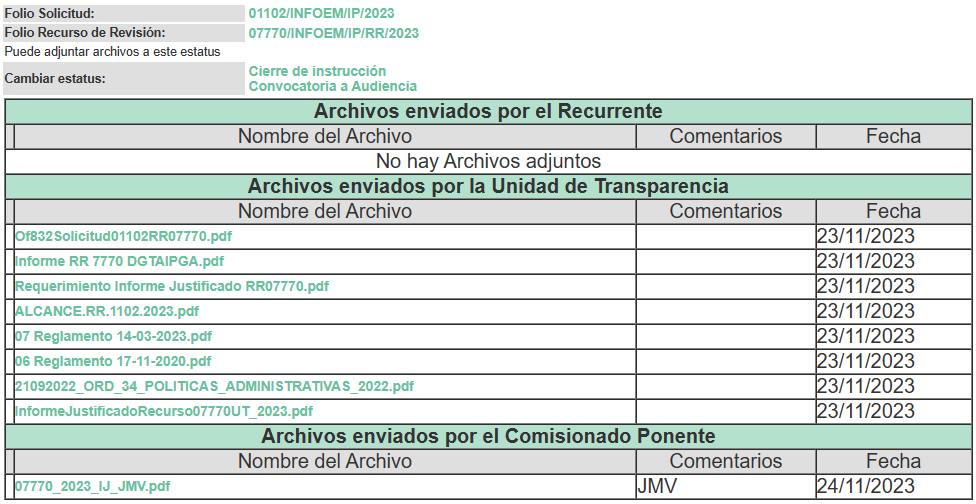 Folio Solicitud: 01102/INFOEM/IP/2023
Folio Recurso de Revisión: 07770/INFOEM/IP/RR/2023
Puede adjuntar archivos a este estatus
Cambiar estatus: Cierre de instrucción
Convocatoria a Audiencia
Archivos enviados por el Recurrente
Nombre del Archivo Comentarios Fecha
No hay Archivos adjuntos
Archivos enviados por la Unidad de Transparencia
Nombre del Archivo Comentarios Fecha
Of832Solicitud01102RR07770.pdf 23/11/2023
Informe RR 7770 DGTAIPGA.pdf 23/11/2023
Requerimiento Informe Justificado RR07770.pdf 23/11/2023
ALCANCE.RR.1102.2023.pdf 23/11/2023
07 Reglamento 14-03-2023.pdf 23/11/2023
06 Reglamento 17-11-2020.pdf 23/11/2023
21092022_ORD_34_POLITICAS_ADMINISTRATIVAS_2022.pdf 23/11/2023
InformeJustificadoRecurso07770UT_2023.pdf 23/11/2023
Archivos enviados por el Comisionado Ponente
Nombre del Archivo Comentarios Fecha
07770_2023_IJ_JMV.pdf JMV 24/11/2023